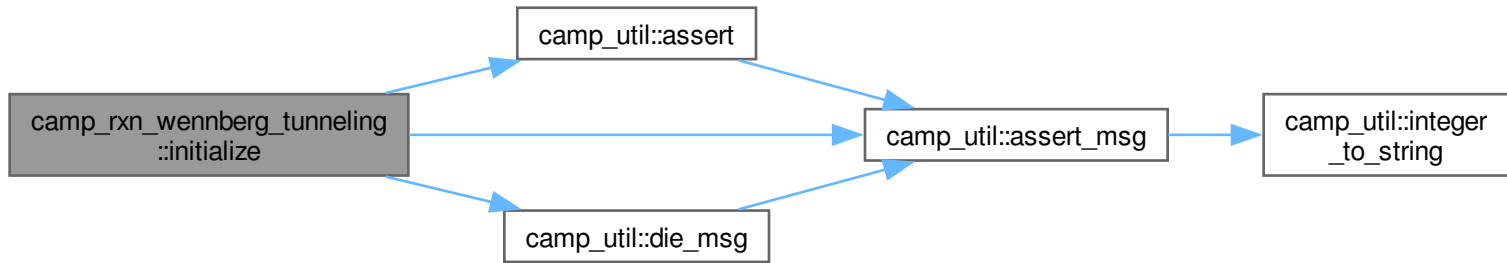 camp_rxn_wennberg_tunneling
::initialize
camp_util::assert
camp_util::die_msg
camp_util::assert_msg
camp_util::integer
_to_string